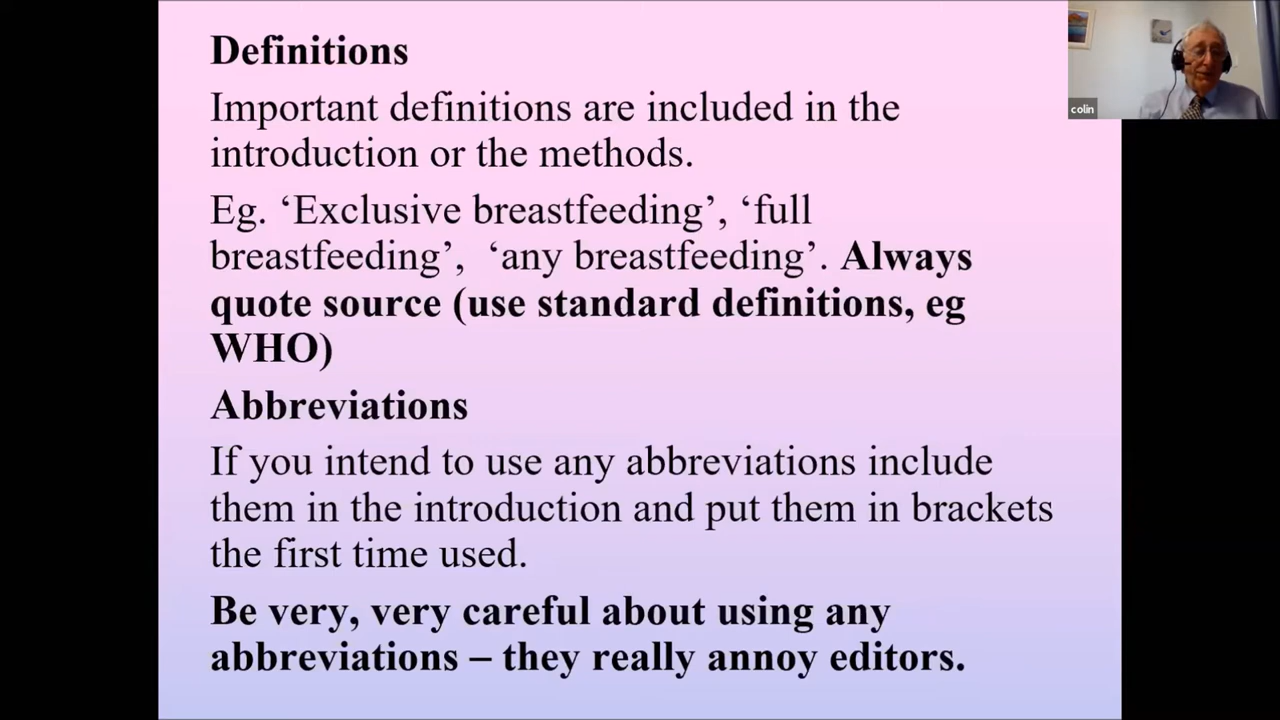 Definitions
Important definitions are included in the
introduction or the methods.
Eg. ‘Exclusive breastfeeding’, ‘full
breastfeeding’,  ‘any breastfeeding’. Always
quote source (use standard definitions, eg
WHO)
Abbreviations
If you intend to use any abbreviations include
them in the introduction and put them in brackets
the first time used.
Be very, very careful about using any
abbreviations – they really annoy editors.
colin